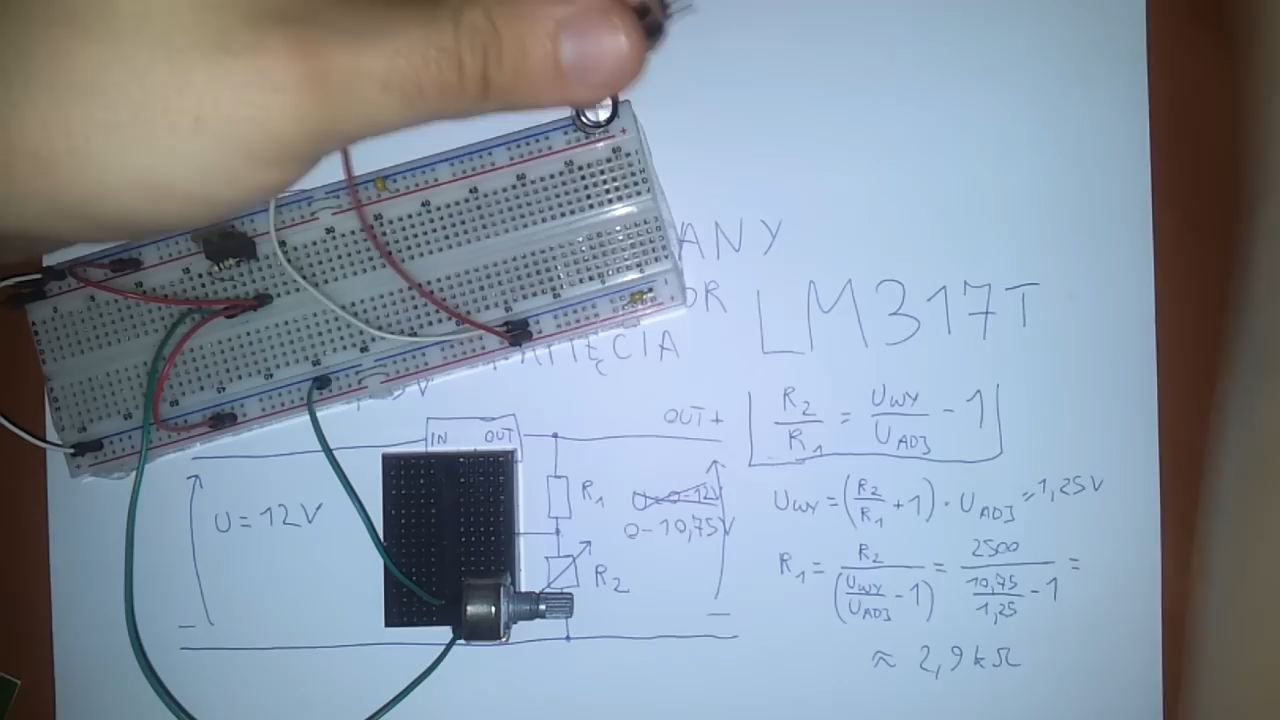 ANY
OR LM317T
IĘCIA
V
R2/R1 = UWY/UADJ - 1
IN OUT
OUT+
U = 12V
R1
0-12V
0-10,75V
R2
UWY = (R2/R1 + 1) · UADJ = 1,25V
R1 = R2/(UWY/UADJ - 1) = 2500/(10,75/1,25 - 1) =
≈ 2,9kΩ